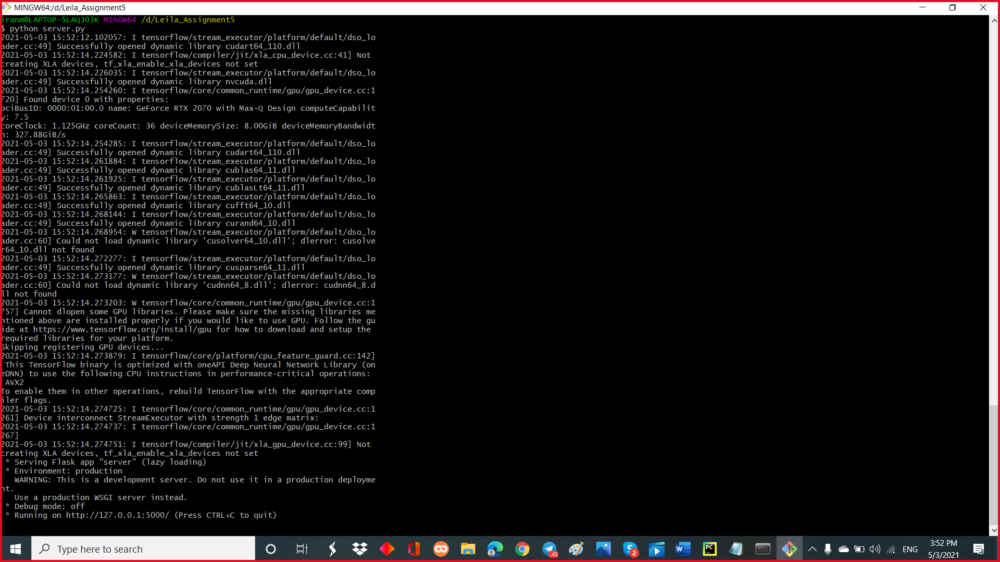 MINGW64:/d/Leila_Assignment5
iranm@LAPTOP-5LAQJO3K MINGW64 /d/Leila_Assignment5
$ python server.py
2021-05-03 15:52:12.102057: I tensorflow/stream_executor/platform/default/dso_lo
ader.cc:49] Successfully opened dynamic library cudart64_110.dll
2021-05-03 15:52:14.224582: I tensorflow/compiler/jit/xla_cpu_device.cc:41] Not
creating XLA devices, tf_xla_enable_xla_devices not set
2021-05-03 15:52:14.226035: I tensorflow/stream_executor/platform/default/dso_lo
ader.cc:49] Successfully opened dynamic library nvcuda.dll
2021-05-03 15:52:14.254260: I tensorflow/core/common_runtime/gpu/gpu_device.cc:1
720] Found device 0 with properties:
pciBusID: 0000:01:00.0 name: GeForce RTX 2070 with Max-Q Design computeCapabilit
y: 7.5
coreClock: 1.125GHz coreCount: 36 deviceMemorySize: 8.00GiB deviceMemoryBandwidt
h: 327.88GiB/s
2021-05-03 15:52:14.254285: I tensorflow/stream_executor/platform/default/dso_lo
ader.cc:49] Successfully opened dynamic library cudart64_110.dll
2021-05-03 15:52:14.261884: I tensorflow/stream_executor/platform/default/dso_lo
ader.cc:49] Successfully opened dynamic library cublas64_11.dll
2021-05-03 15:52:14.261925: I tensorflow/stream_executor/platform/default/dso_lo
ader.cc:49] Successfully opened dynamic library cublasLt64_11.dll
2021-05-03 15:52:14.265863: I tensorflow/stream_executor/platform/default/dso_lo
ader.cc:49] Successfully opened dynamic library cufft64_10.dll
2021-05-03 15:52:14.268144: I tensorflow/stream_executor/platform/default/dso_lo
ader.cc:49] Successfully opened dynamic library curand64_10.dll
2021-05-03 15:52:14.268954: W tensorflow/stream_executor/platform/default/dso_lo
ader.cc:60] Could not load dynamic library 'cusolver64_10.dll'; dlerror: cusolve
r64_10.dll not found
2021-05-03 15:52:14.272277: I tensorflow/stream_executor/platform/default/dso_lo
ader.cc:49] Successfully opened dynamic library cusparse64_11.dll
2021-05-03 15:52:14.273177: W tensorflow/stream_executor/platform/default/dso_lo
ader.cc:60] Could not load dynamic library 'cudnn64_8.dll'; dlerror: cudnn64_8.d
ll not found
2021-05-03 15:52:14.273203: W tensorflow/core/common_runtime/gpu/gpu_device.cc:1
757] Cannot dlopen some GPU libraries. Please make sure the missing libraries me
ntioned above are installed properly if you would like to use GPU. Follow the gu
ide at https://www.tensorflow.org/install/gpu for how to download and setup the
required libraries for your platform.
Skipping registering GPU devices...
2021-05-03 15:52:14.273879: I tensorflow/core/platform/cpu_feature_guard.cc:142]
This TensorFlow binary is optimized with oneAPI Deep Neural Network Library (on
eDNN) to use the following CPU instructions in performance-critical operations:
AVX2
To enable them in other operations, rebuild TensorFlow with the appropriate comp
iler flags.
2021-05-03 15:52:14.274725: I tensorflow/core/common_runtime/gpu/gpu_device.cc:1
261] Device interconnect StreamExecutor with strength 1 edge matrix:
2021-05-03 15:52:14.274737: I tensorflow/core/common_runtime/gpu/gpu_device.cc:1
267]
2021-05-03 15:52:14.274751: I tensorflow/compiler/jit/xla_gpu_device.cc:99] Not
creating XLA devices, tf_xla_enable_xla_devices not set
* Serving Flask app "server" (lazy loading)
* Environment: production
WARNING: This is a development server. Do not use it in a production deployme
nt.
Use a production WSGI server instead.
* Debug mode: off
* Running on http://127.0.0.1:5000/ (Press CTRL+C to quit)
Type here to search
.45
2
W
PC
ENG
3:52 PM
5/3/2021